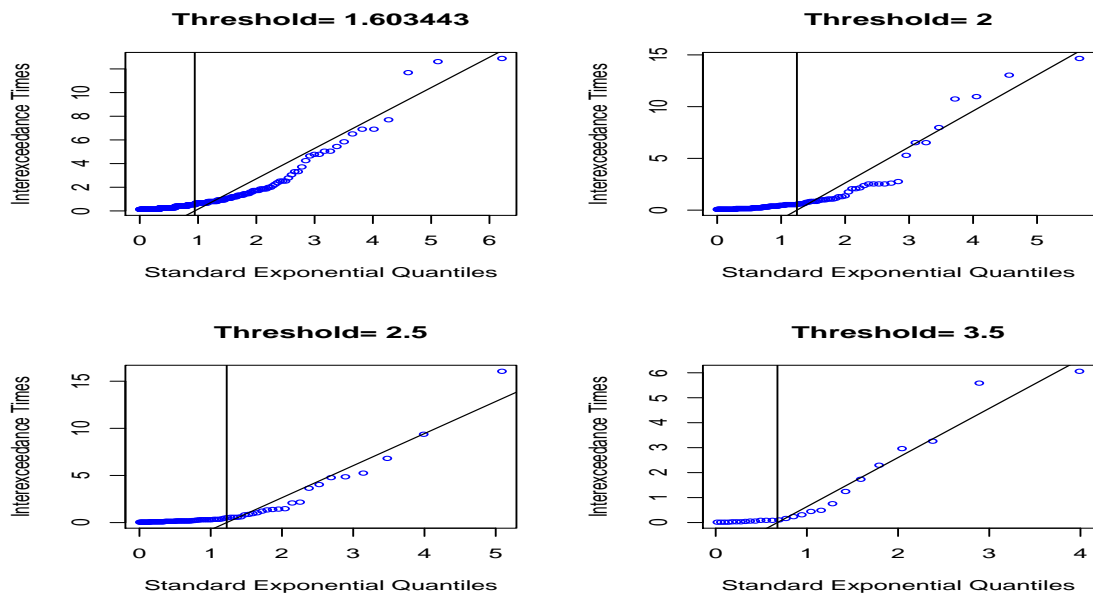 Threshold= 1.603443
Interexceedance Times
0 2 4 6 8 10
0 1 2 3 4 5 6
Standard Exponential Quantiles
Threshold= 2
Interexceedance Times
0 5 10 15
0 1 2 3 4 5
Standard Exponential Quantiles
Threshold= 2.5
Interexceedance Times
0 5 10 15
0 1 2 3 4 5
Standard Exponential Quantiles
Threshold= 3.5
Interexceedance Times
0 1 2 3 4 5 6
0 1 2 3 4
Standard Exponential Quantiles